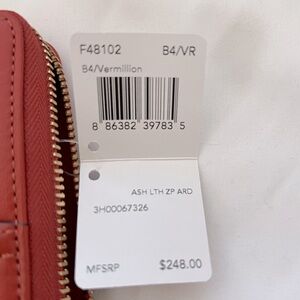 F48102 B4/VR
B4/Vermillion
8 86382 39783 5
ASH LTH ZP ARD
3H00067326
MFSRP $248.00